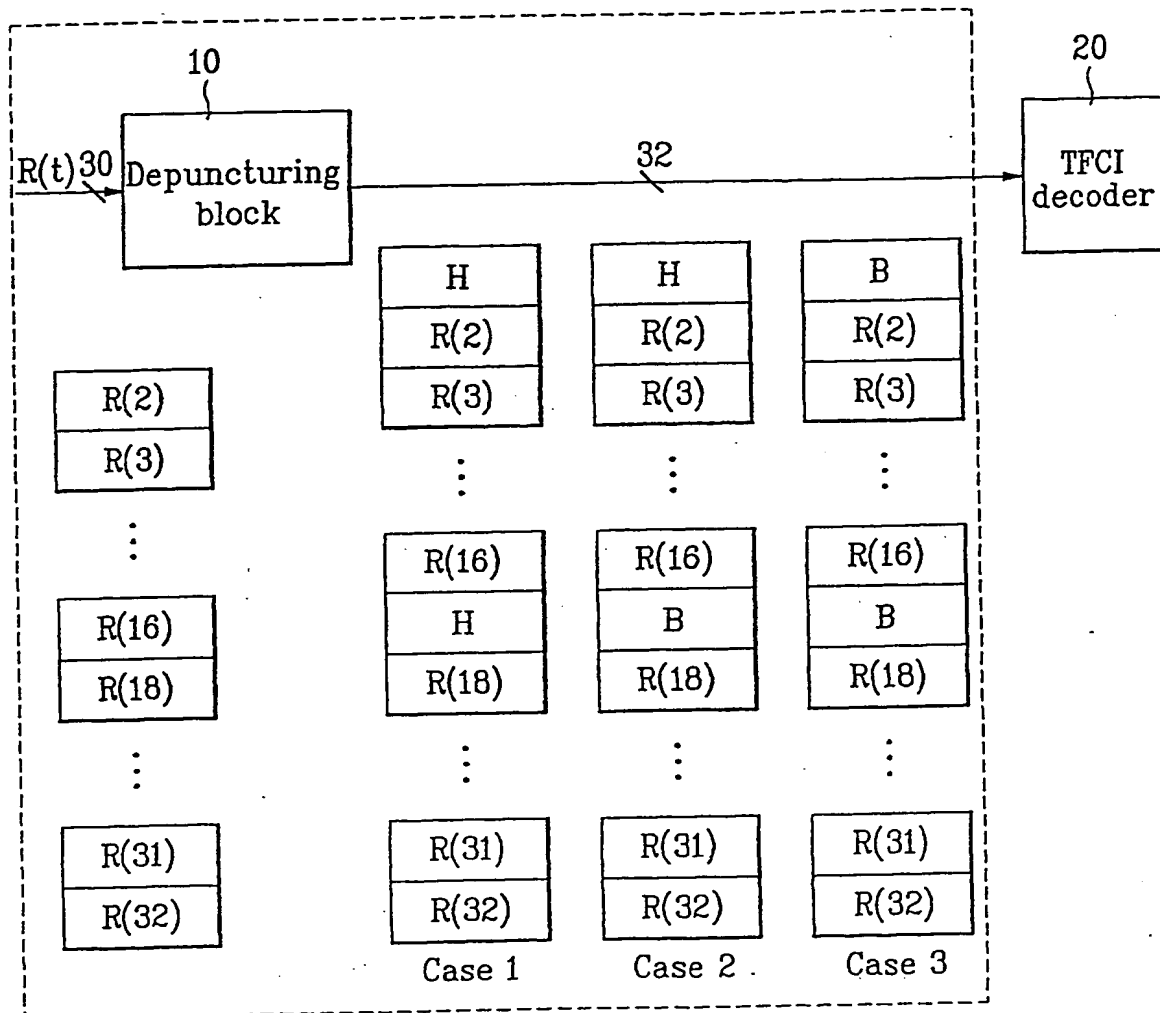 10
20
R(t) 30
Depuncturing
block
32
TFCI
decoder
R(2)
R(3)
⋮
R(16)
R(18)
⋮
R(31)
R(32)
H
R(2)
R(3)
⋮
R(16)
H
R(18)
⋮
R(31)
R(32)
Case 1
H
R(2)
R(3)
⋮
R(16)
B
R(18)
⋮
R(31)
R(32)
Case 2
B
R(2)
R(3)
⋮
R(16)
B
R(18)
⋮
R(31)
R(32)
Case 3